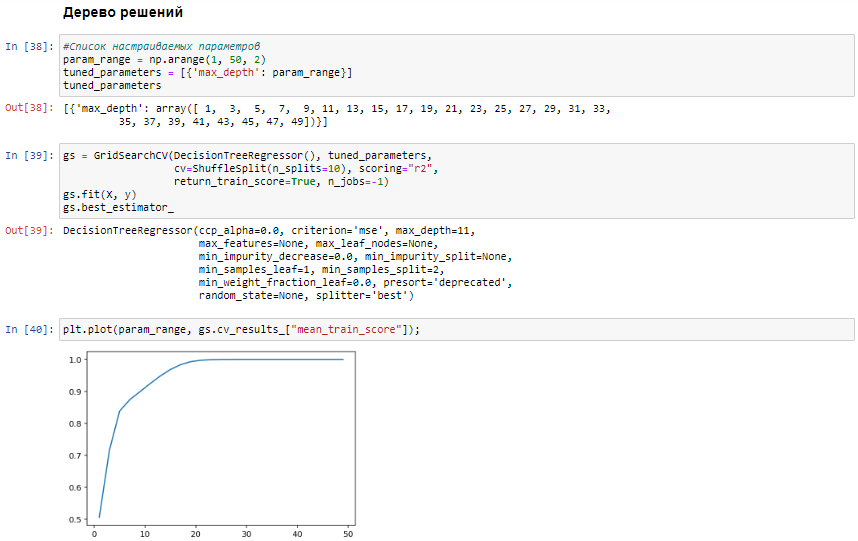 Дерево решений
In [38]: #Список настраиваемых параметров
param_range = np.arange(1, 50, 2)
tuned_parameters = [{'max_depth': param_range}]
tuned_parameters
Out[38]: [{'max_depth': array([ 1,  3,  5,  7,  9, 11, 13, 15, 17, 19, 21, 23, 25, 27, 29, 31, 33,
35, 37, 39, 41, 43, 45, 47, 49])}]
In [39]: gs = GridSearchCV(DecisionTreeRegressor(), tuned_parameters,
cv=ShuffleSplit(n_splits=10), scoring="r2",
return_train_score=True, n_jobs=-1)
gs.fit(X, y)
gs.best_estimator_
Out[39]: DecisionTreeRegressor(ccp_alpha=0.0, criterion='mse', max_depth=11,
max_features=None, max_leaf_nodes=None,
min_impurity_decrease=0.0, min_impurity_split=None,
min_samples_leaf=1, min_samples_split=2,
min_weight_fraction_leaf=0.0, presort='deprecated',
random_state=None, splitter='best')
In [40]: plt.plot(param_range, gs.cv_results_["mean_train_score"]);
1.0
0.9
0.8
0.7
0.6
0.5
0 10 20 30 40 50